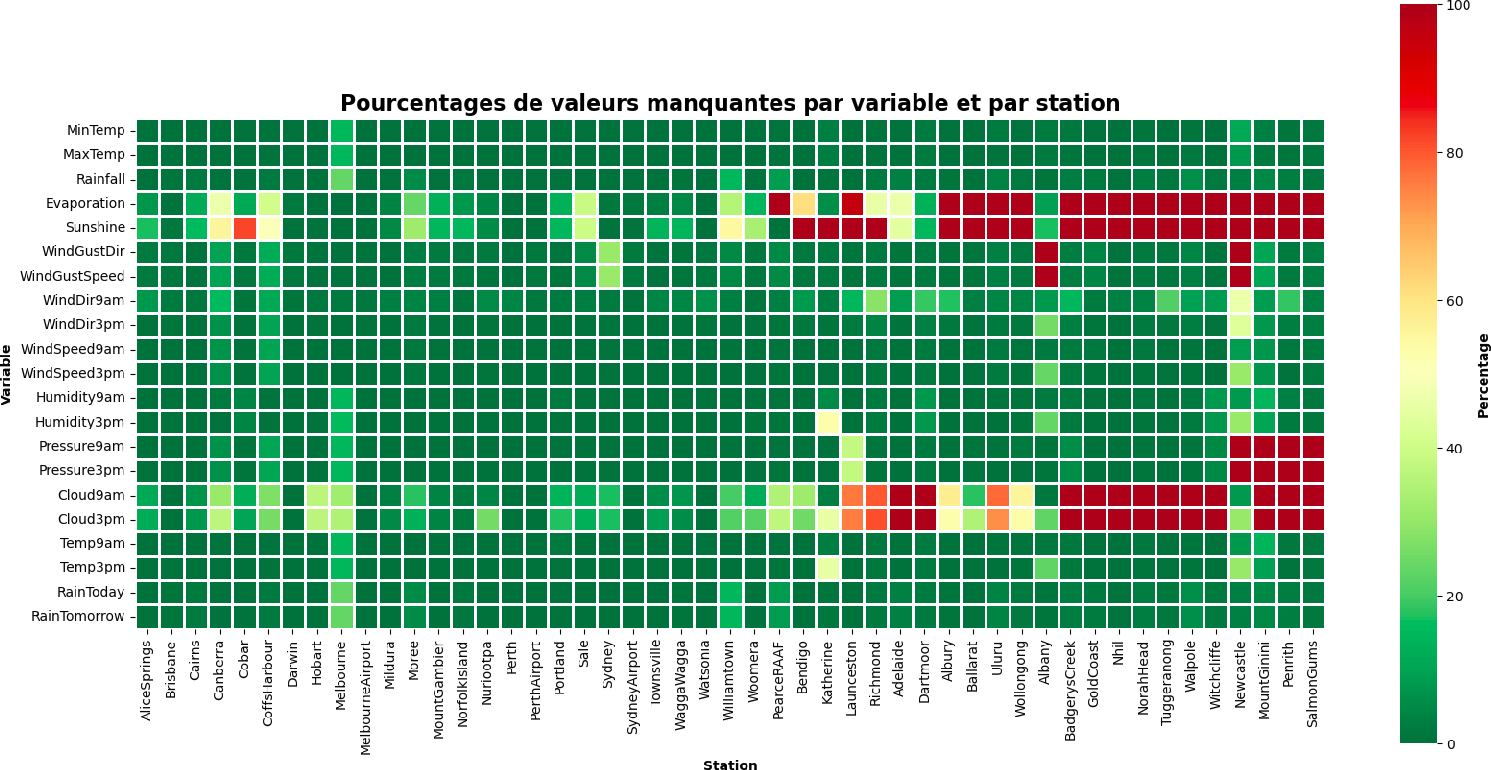 Pourcentages de valeurs manquantes par variable et par station
MinTemp
MaxTemp
Rainfall
Evaporation
Sunshine
WindGustDir
WindGustSpeed
WindDir9am
WindDir3pm
WindSpeed9am
WindSpeed3pm
Humidity9am
Humidity3pm
Pressure9am
Pressure3pm
Cloud9am
Cloud3pm
Temp9am
Temp3pm
RainToday
RainTomorrow
Variable
AliceSprings
Brisbane
Cairns
Canberra
Cobar
CoffsHarbour
Darwin
Hobart
Melbourne
MelbourneAirport
Mildura
Moree
MountGambier
NorfolkIsland
Nuriootpa
Perth
PerthAirport
Portland
Sale
Sydney
SydneyAirport
Townsville
WaggaWagga
Watsonia
Williamtown
Woomera
PearceRAAF
Bendigo
Katherine
Launceston
Richmond
Adelaide
Dartmoor
Albury
Ballarat
Uluru
Wollongong
Albany
BadgerysCreek
GoldCoast
Nhil
NorahHead
Tuggeranong
Walpole
Witchcliffe
Newcastle
MountGinini
Penrith
SalmonGums
Station
100
80
60
40
20
0
Percentage